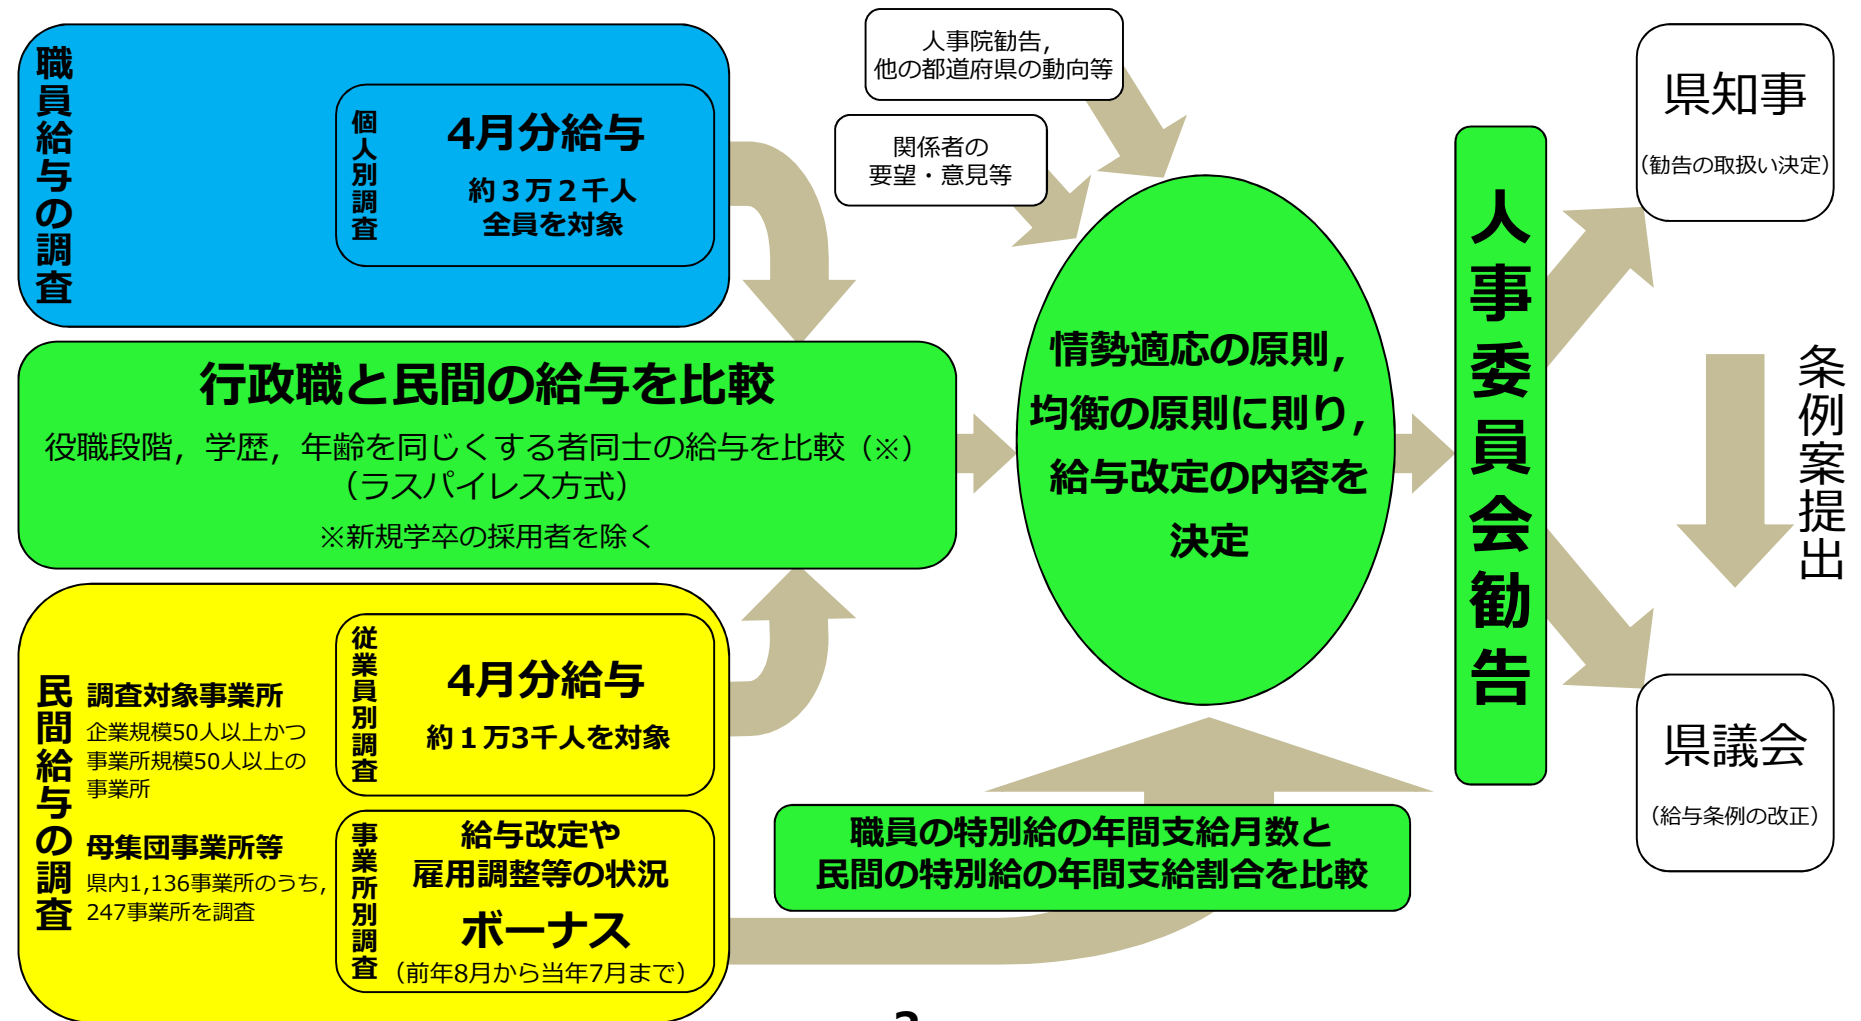 職員給与の調査
個人別調査
4月分給与
約３万２千人
全員を対象
人事院勧告，
他の都道府県の動向等
関係者の
要望・意見等
行政職と民間の給与を比較
役職段階，学歴，年齢を同じくする者同士の給与を比較（※）
（ラスパイレス方式）
※新規学卒の採用者を除く
民間給与の調査
調査対象事業所
企業規模50人以上かつ
事業所規模50人以上の
事業所
母集団事業所等
県内1,136事業所のうち，
247事業所を調査
従業員別調査
4月分給与
約１万3千人を対象
事業所別調査
給与改定や
雇用調整等の状況
ボーナス
（前年8月から当年7月まで）
職員の特別給の年間支給月数と
民間の特別給の年間支給割合を比較
情勢適応の原則，
均衡の原則に則り，
給与改定の内容を
決定
人事委員会勧告
県知事
（勧告の取扱い決定）
条例案提出
県議会
（給与条例の改正）